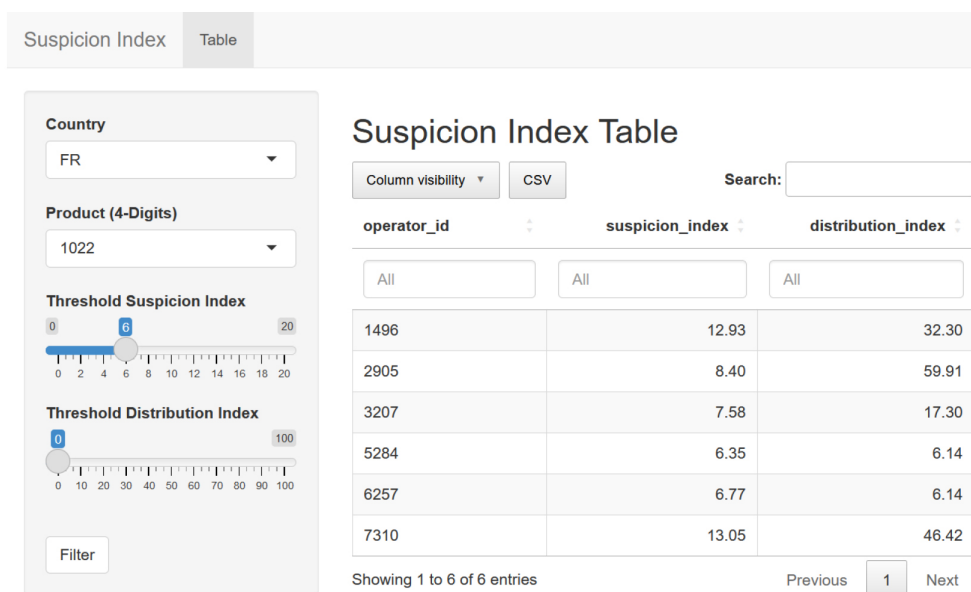 Suspicion Index Table
Country
FR
Product (4-Digits)
1022
Threshold Suspicion Index
0 6 20
0 2 4 6 8 10 12 14 16 18 20
Threshold Distribution Index
0 100
0 10 20 30 40 50 60 70 80 90 100
Filter
Suspicion Index Table
Column visibility ▼ CSV Search:
operator_id suspicion_index distribution_index
All All All
1496 12.93 32.30
2905 8.40 59.91
3207 7.58 17.30
5284 6.35 6.14
6257 6.77 6.14
7310 13.05 46.42
Showing 1 to 6 of 6 entries Previous 1 Next